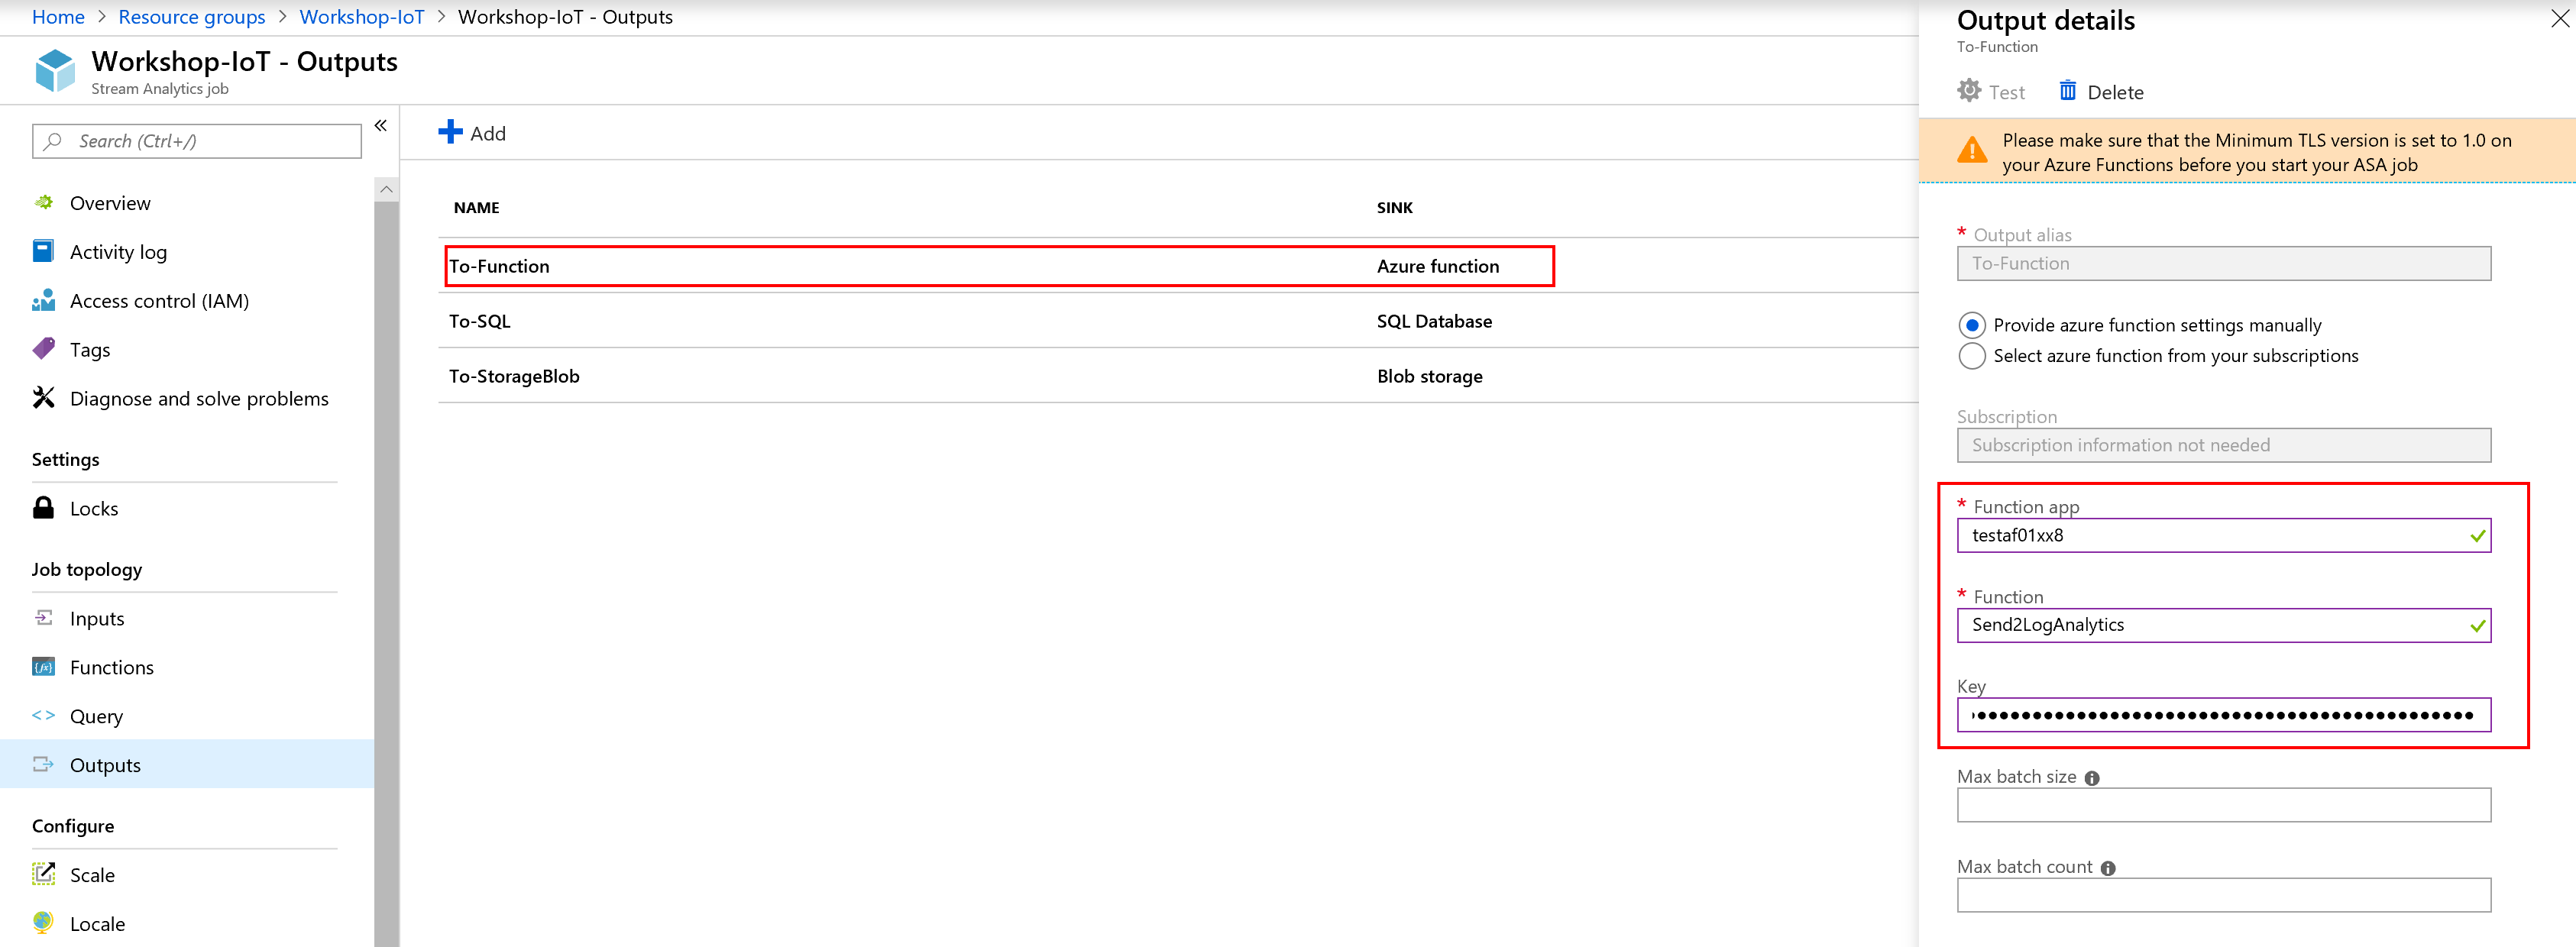 Home > Resource groups > Workshop-IoT > Workshop-IoT - Outputs
Workshop-IoT - Outputs
Stream Analytics job
Search (Ctrl+/)
Overview
Activity log
Access control (IAM)
Tags
Diagnose and solve problems
Settings
Locks
Job topology
Inputs
Functions
Query
Outputs
Configure
Scale
Locale
Add
NAME SINK
To-Function Azure function
To-SQL SQL Database
To-StorageBlob Blob storage
Output details
To-Function
Test Delete
Please make sure that the Minimum TLS version is set to 1.0 on
your Azure Functions before you start your ASA job
* Output alias
To-Function
Provide azure function settings manually
Select azure function from your subscriptions
Subscription
Subscription information not needed
* Function app
testaf01xx8
* Function
Send2LogAnalytics
Key
Max batch size
Max batch count